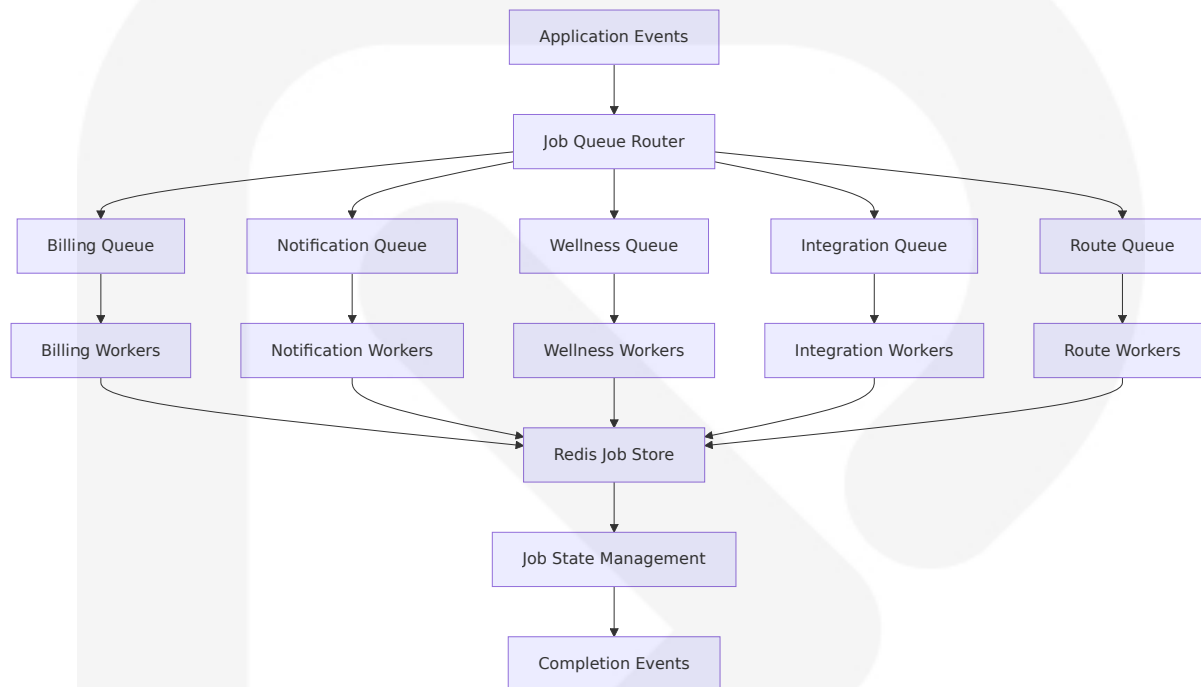 Application Events
Job Queue Router
Billing Queue
Notification Queue
Wellness Queue
Integration Queue
Route Queue
Billing Workers
Notification Workers
Wellness Workers
Integration Workers
Route Workers
Redis Job Store
Job State Management
Completion Events